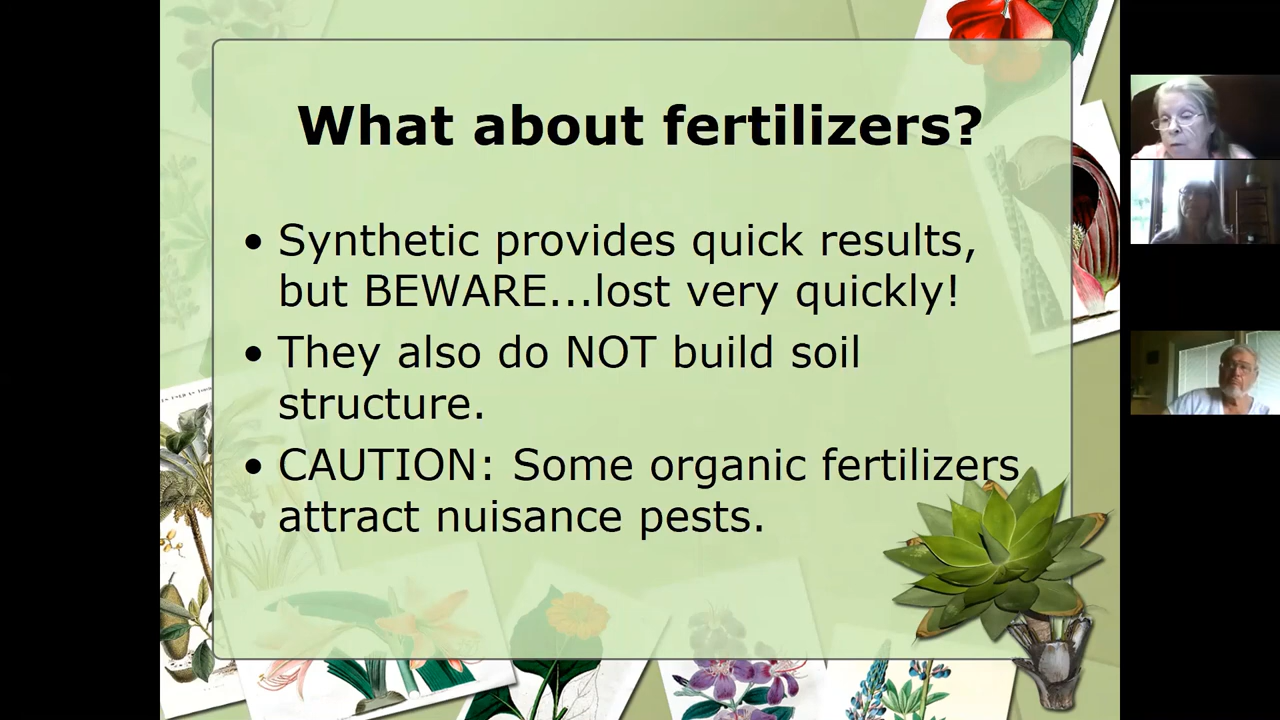 What about fertilizers?
• Synthetic provides quick results,
but BEWARE...lost very quickly!
• They also do NOT build soil
structure.
• CAUTION: Some organic fertilizers
attract nuisance pests.